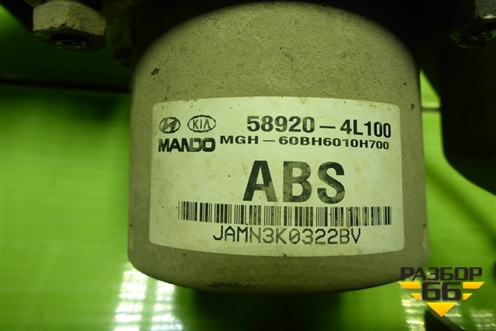 KIA 58920-4L100
MANDO MGH-60BH6010H700
ABS
JAMN3K0322BV
РАЗБОР
66